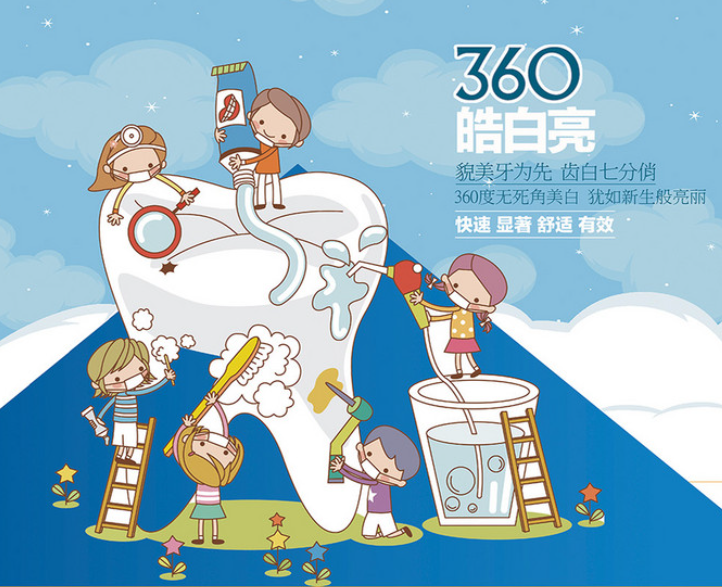 360
皓白亮
貌美牙为先 齿白七分俏
360度无死角美白 犹如新生般亮丽
快速 显著 舒适 有效